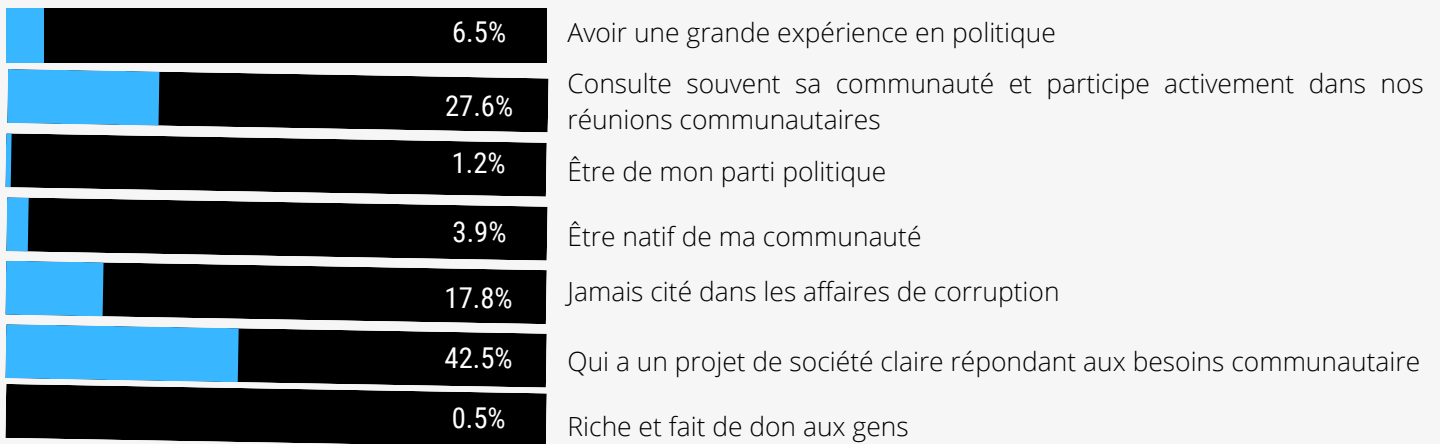 6.5% Avoir une grande expérience en politique
27.6% Consulte souvent sa communauté et participe activement dans nos
réunions communautaires
1.2% Être de mon parti politique
3.9% Être natif de ma communauté
17.8% Jamais cité dans les affaires de corruption
42.5% Qui a un projet de société claire répondant aux besoins communautaire
0.5% Riche et fait de don aux gens